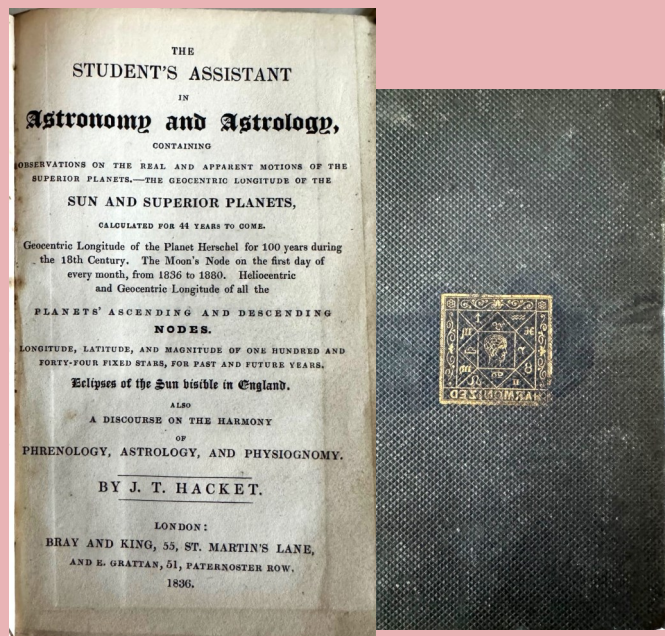 THE
STUDENT'S ASSISTANT
IN
Astronomy and Astrology,
CONTAINING
OBSERVATIONS ON THE REAL AND APPARENT MOTIONS OF THE
SUPERIOR PLANETS.—THE GEOCENTRIC LONGITUDE OF THE
SUN AND SUPERIOR PLANETS,
CALCULATED FOR 44 YEARS TO COME.
Geocentric Longitude of the Planet Herschel for 100 years during
the 18th Century. The Moon's Node on the first day of
every month, from 1836 to 1880. Heliocentric
and Geocentric Longitude of all the
PLANETS' ASCENDING AND DESCENDING
NODES.
LONGITUDE, LATITUDE, AND MAGNITUDE OF ONE HUNDRED AND
FORTY-FOUR FIXED STARS, FOR PAST AND FUTURE YEARS.
Eclipses of the Sun visible in England.
ALSO
A DISCOURSE ON THE HARMONY
OF
PHRENOLOGY, ASTROLOGY, AND PHYSIOGNOMY.
BY J. T. HACKET.
LONDON:
BRAY AND KING, 55, ST. MARTIN'S LANE,
AND E. GRATTAN, 51, PATERNOSTER ROW.
1836.
HARMONIZED